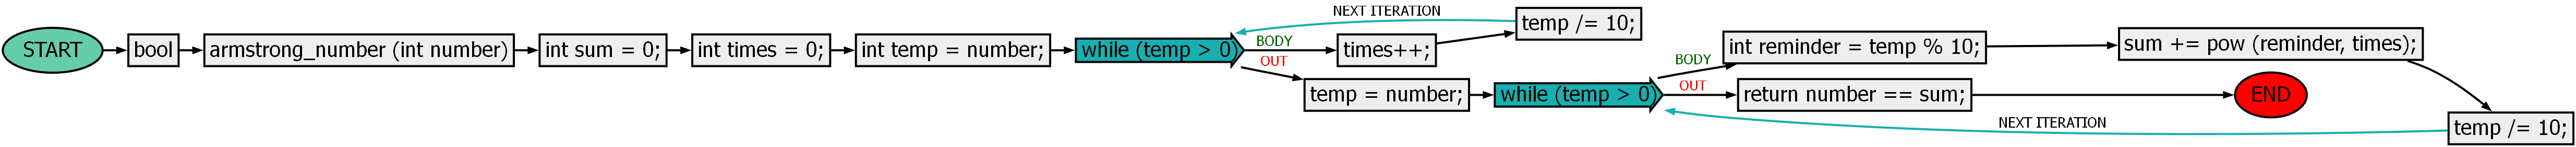 START
bool
armstrong_number (int number)
int sum = 0;
int times = 0;
int temp = number;
while (temp > 0)
BODY
times++;
temp /= 10;
NEXT ITERATION
OUT
temp = number;
while (temp > 0)
BODY
int reminder = temp % 10;
sum += pow (reminder, times);
temp /= 10;
NEXT ITERATION
OUT
return number == sum;
END